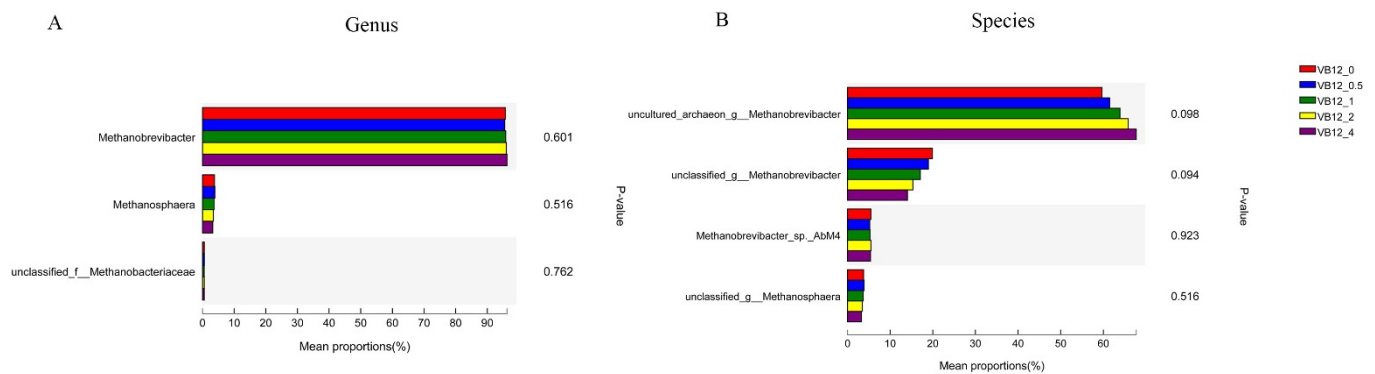 A
Genus
Methanobrevibacter
0.601
Methanosphaera
0.516
unclassified_f__Methanobacteriaceae
0.762
P-value
0 10 20 30 40 50 60 70 80 90
Mean proportions(%)
B
Species
uncultured_archaeon_g__Methanobrevibacter
0.098
unclassified_g__Methanobrevibacter
0.094
Methanobrevibacter_sp._AbM4
0.923
unclassified_g__Methanosphaera
0.516
P-value
0 10 20 30 40 50 60
Mean proportions(%)
VB12_0
VB12_0.5
VB12_1
VB12_2
VB12_4